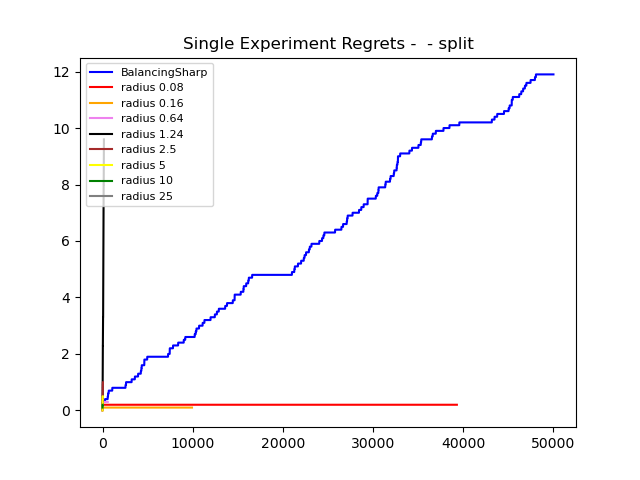 Single Experiment Regrets -  - split
12
10
8
6
4
2
0
BalancingSharp
radius 0.08
radius 0.16
radius 0.64
radius 1.24
radius 2.5
radius 5
radius 10
radius 25
0 10000 20000 30000 40000 50000